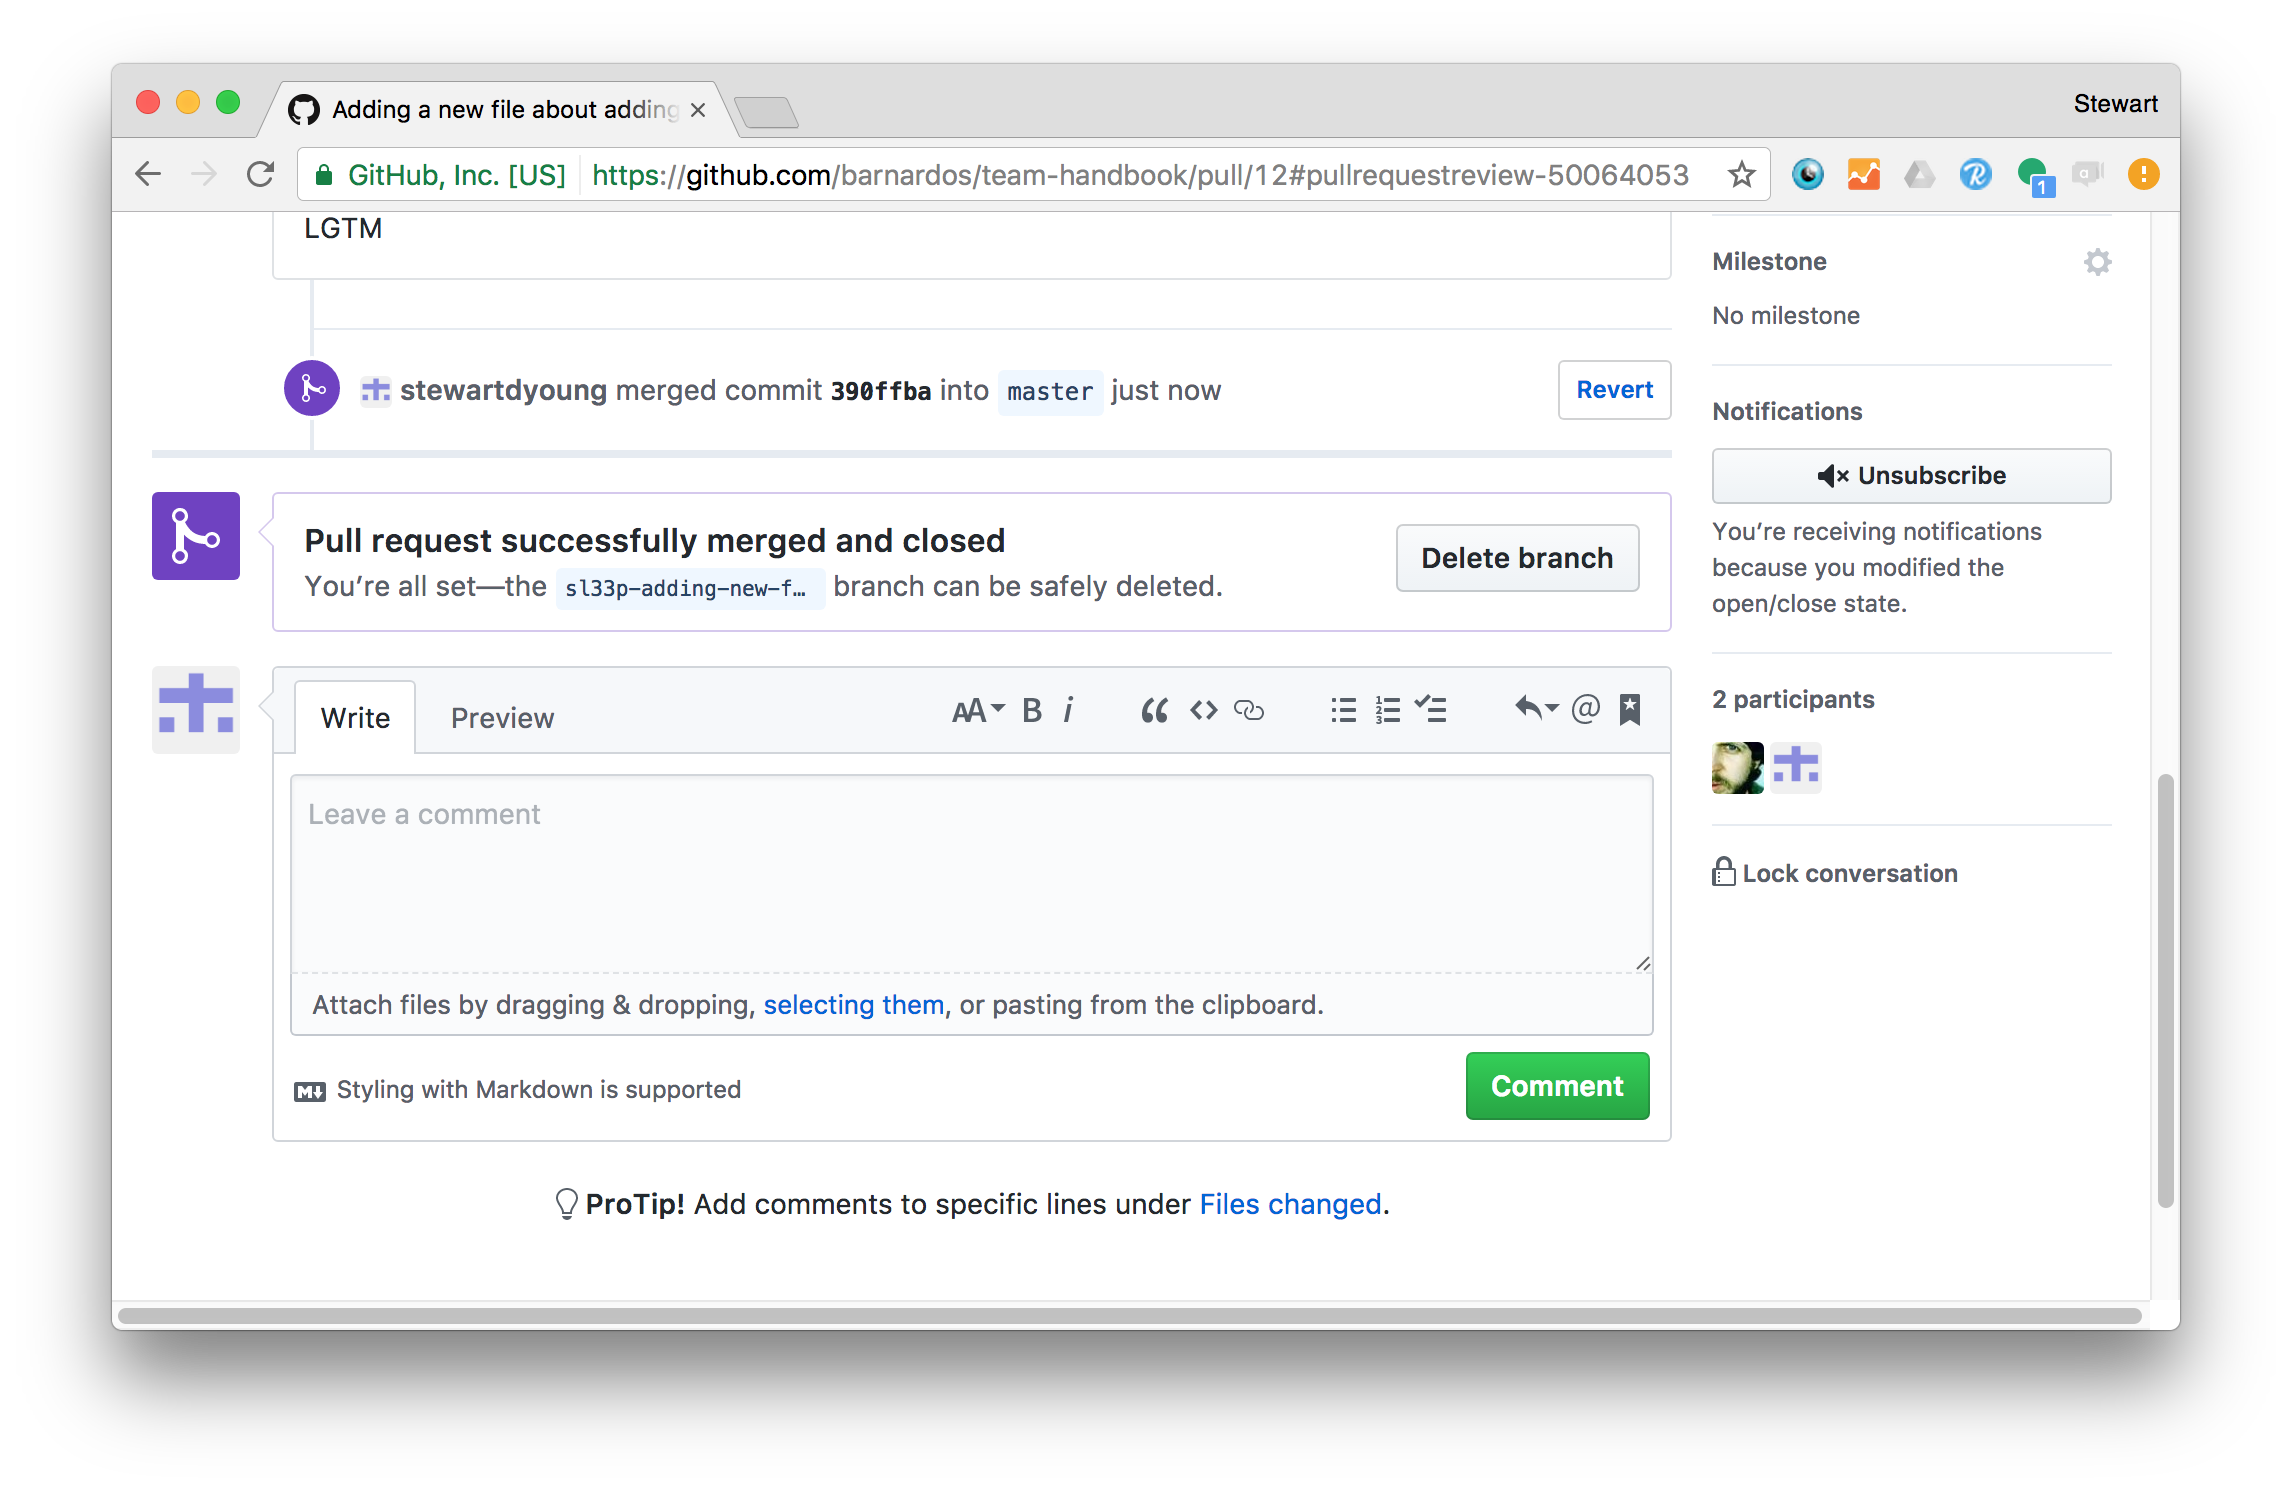 Adding a new file about adding
Stewart
GitHub, Inc. [US] https://github.com/barnardos/team-handbook/pull/12#pullrequestreview-50064053
1
LGTM
stewartdyoung merged commit 390ffba into master just now
Revert
Pull request successfully merged and closed
You’re all set—the sl33p-adding-new-f… branch can be safely deleted.
Delete branch
Write
Preview
AA B i “ <> @
Leave a comment
Attach files by dragging & dropping, selecting them, or pasting from the clipboard.
M Styling with Markdown is supported
Comment
ProTip! Add comments to specific lines under Files changed.
Milestone
No milestone
Notifications
Unsubscribe
You’re receiving notifications
because you modified the
open/close state.
2 participants
Lock conversation